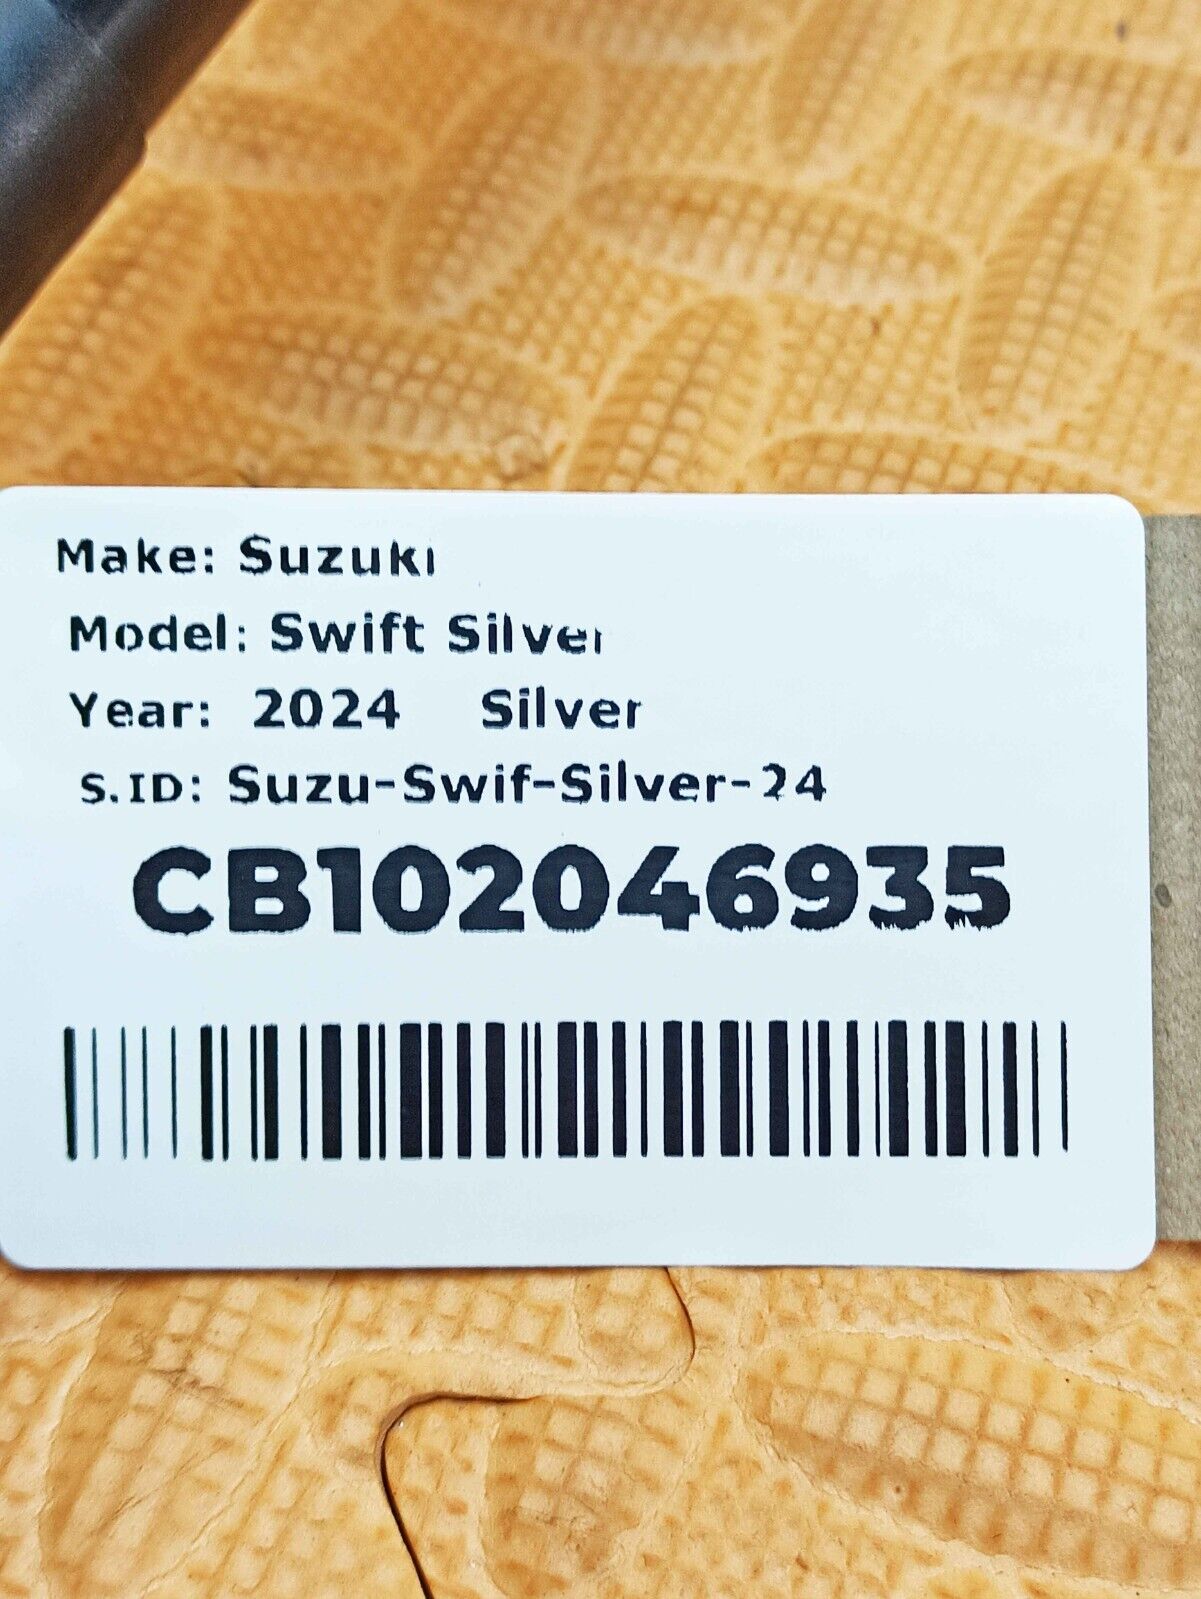 Make: Suzuki
Model: Swift Silver
Year: 2024 Silver
S.ID: Suzu-Swif-Silver-24
CB102046935